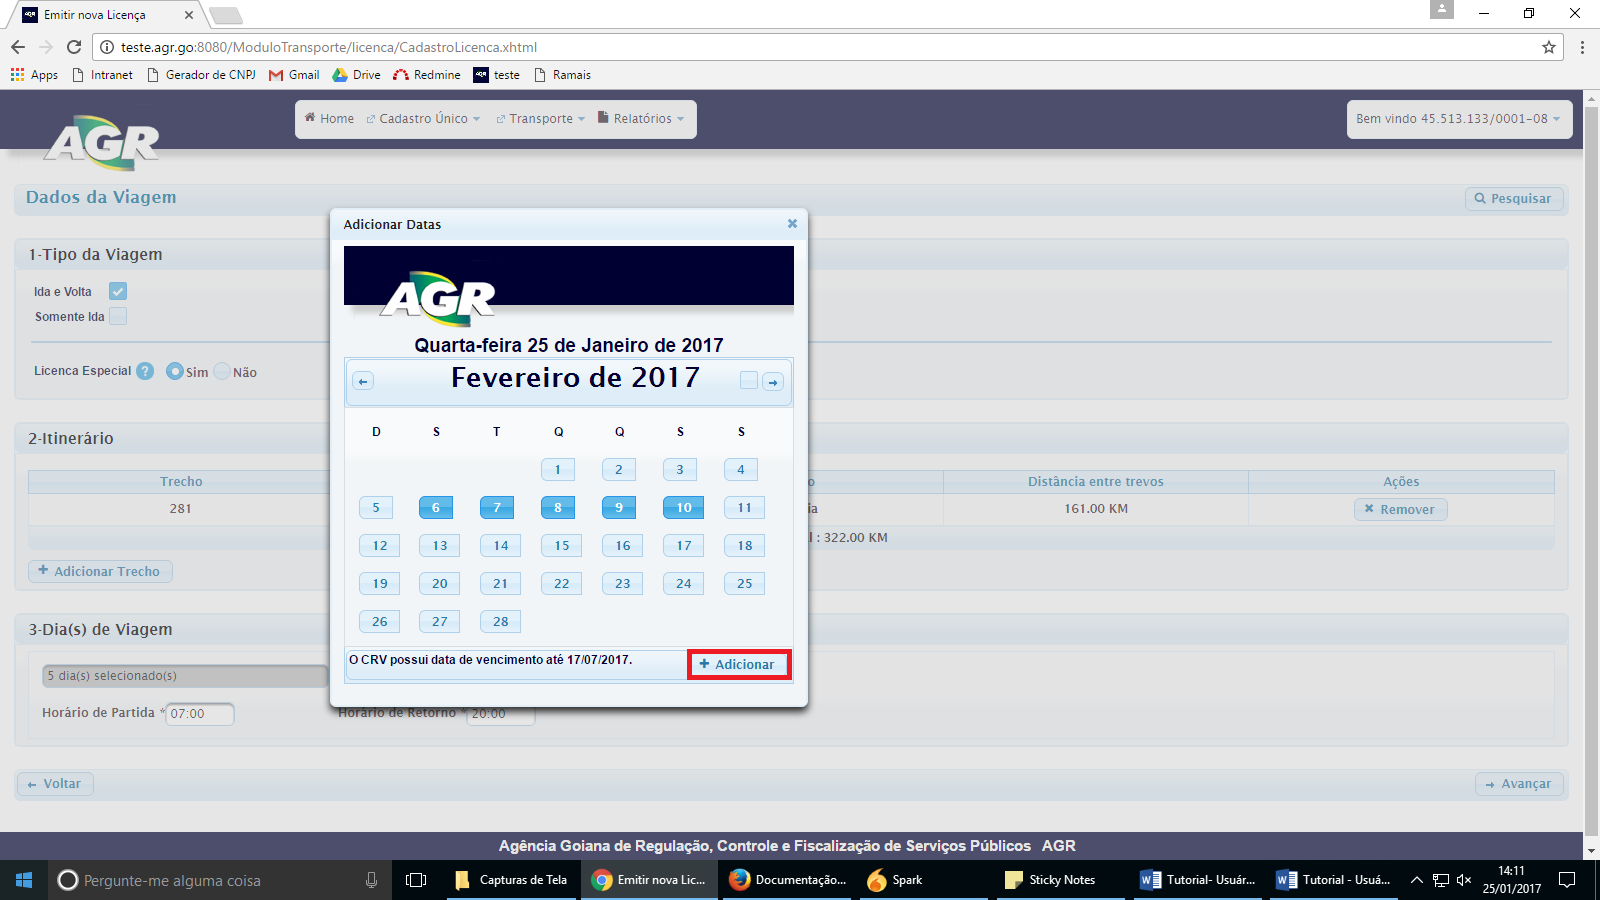 Emitir nova Licença
teste.agr.go:8080/ModuloTransporte/licenca/CadastroLicenca.xhtml
Apps Intranet Gerador de CNPJ Gmail Drive Redmine AGR teste Ramais
AGR
Home Cadastro Único Transporte Relatórios
Bem vindo 45.513.133/0001-08
Dados da Viagem
Pesquisar
1-Tipo da Viagem
Ida e Volta
Somente Ida
Licenca Especial ? Sim Não
2-Itinerário
Trecho Distância entre trevos Ações
281 161.00 KM Remover
: 322.00 KM
Adicionar Trecho
3-Dia(s) de Viagem
5 dia(s) selecionado(s)
Horário de Partida * 07:00 Horário de Retorno * 20:00
Voltar
Avançar
Adicionar Datas
AGR
Quarta-feira 25 de Janeiro de 2017
Fevereiro de 2017
D S T Q Q S S
1 2 3 4
5 6 7 8 9 10 11
12 13 14 15 16 17 18
19 20 21 22 23 24 25
26 27 28
O CRV possui data de vencimento até 17/07/2017.
Adicionar
Agência Goiana de Regulação, Controle e Fiscalização de Serviços Públicos AGR
Pergunte-me alguma coisa
Capturas de Tela
Emitir nova Lic...
Documentação...
Spark
Sticky Notes
Tutorial- Usuár...
Tutorial - Usuá...
14:11
25/01/2017